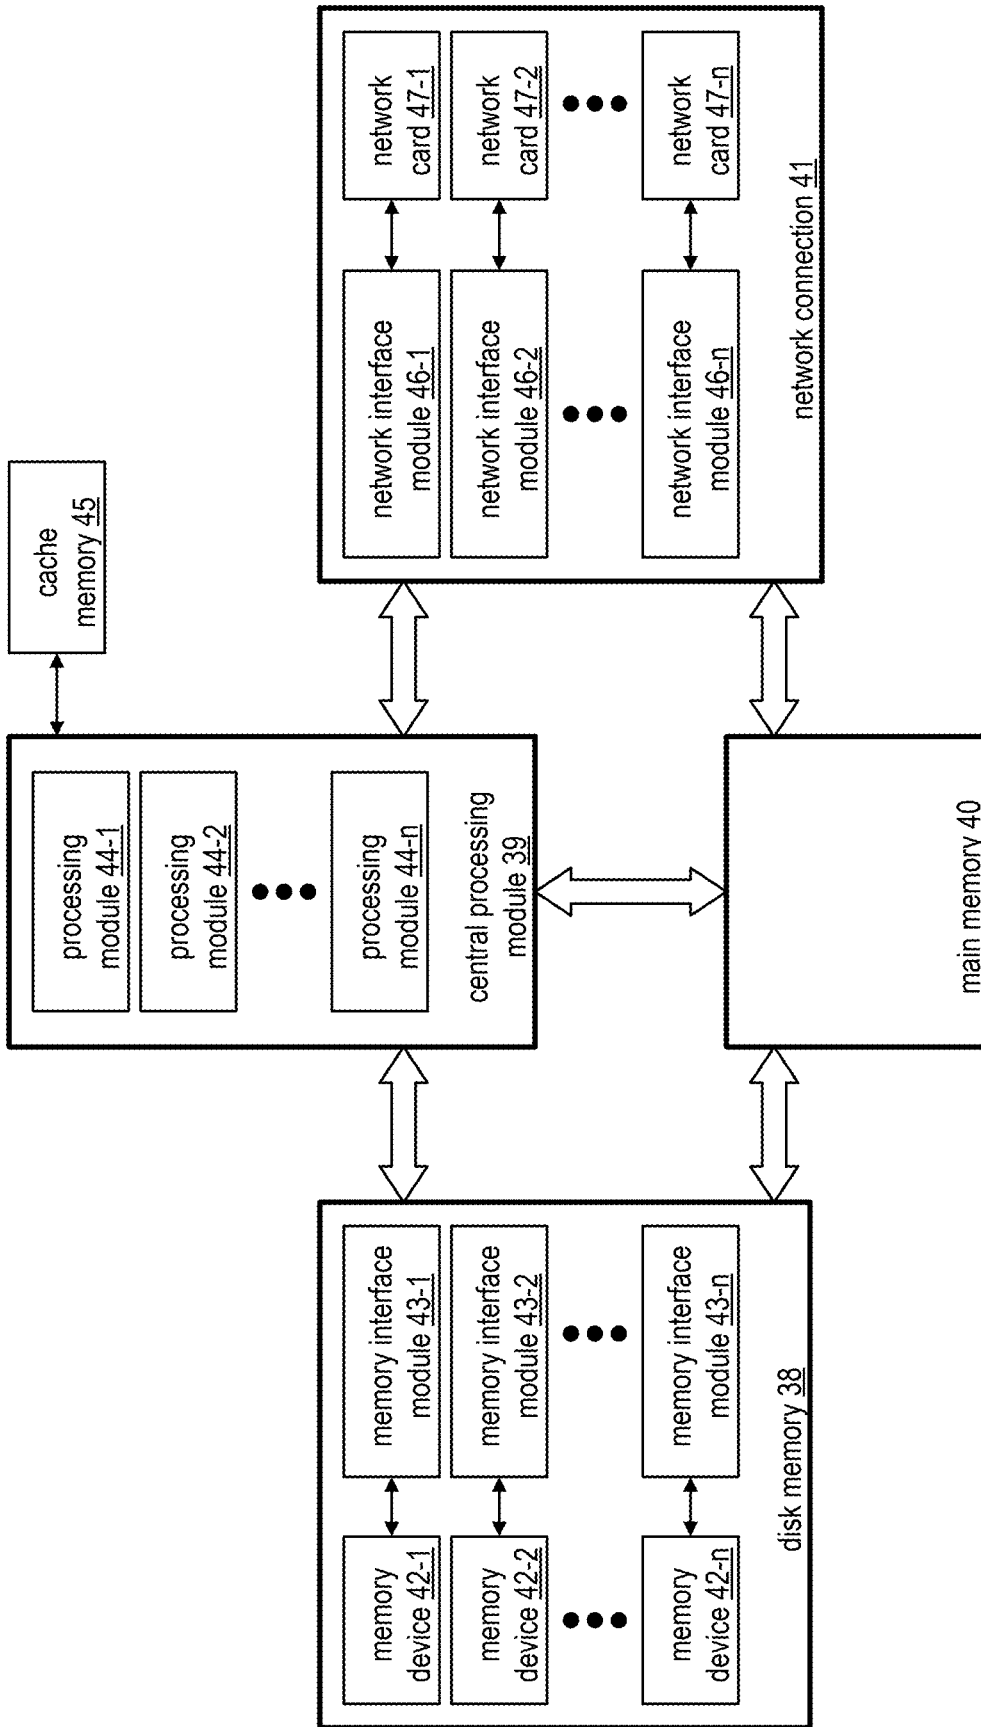 memory
device 42-1
memory interface
module 43-1
memory
device 42-2
memory interface
module 43-2
memory
device 42-n
memory interface
module 43-n
disk memory 38
processing
module 44-1
processing
module 44-2
processing
module 44-n
central processing
module 39
cache
memory 45
main memory 40
network interface
module 46-1
network
card 47-1
network interface
module 46-2
network
card 47-2
network interface
module 46-n
network
card 47-n
network connection 41